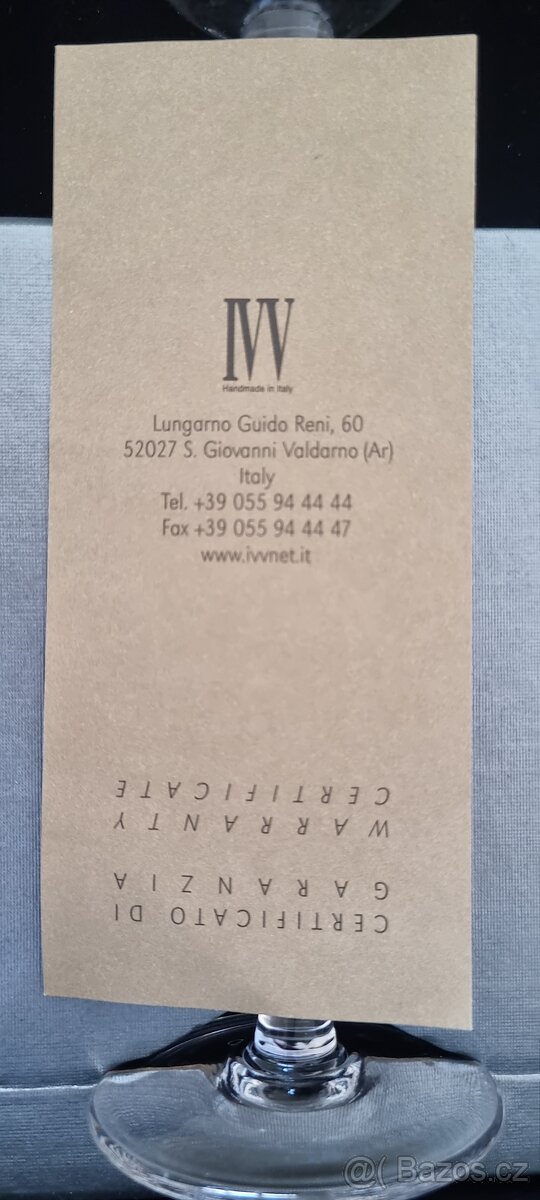 IVV
Handmade in Italy
Lungarno Guido Reni, 60
52027 S. Giovanni Valdarno (Ar)
Italy
Tel. +39 055 94 44 44
Fax +39 055 94 44 47
www.ivvnet.it
CERTIFICATO DI
GARANZIA
WARRANTY
CERTIFICATE
@( Bazos.cz